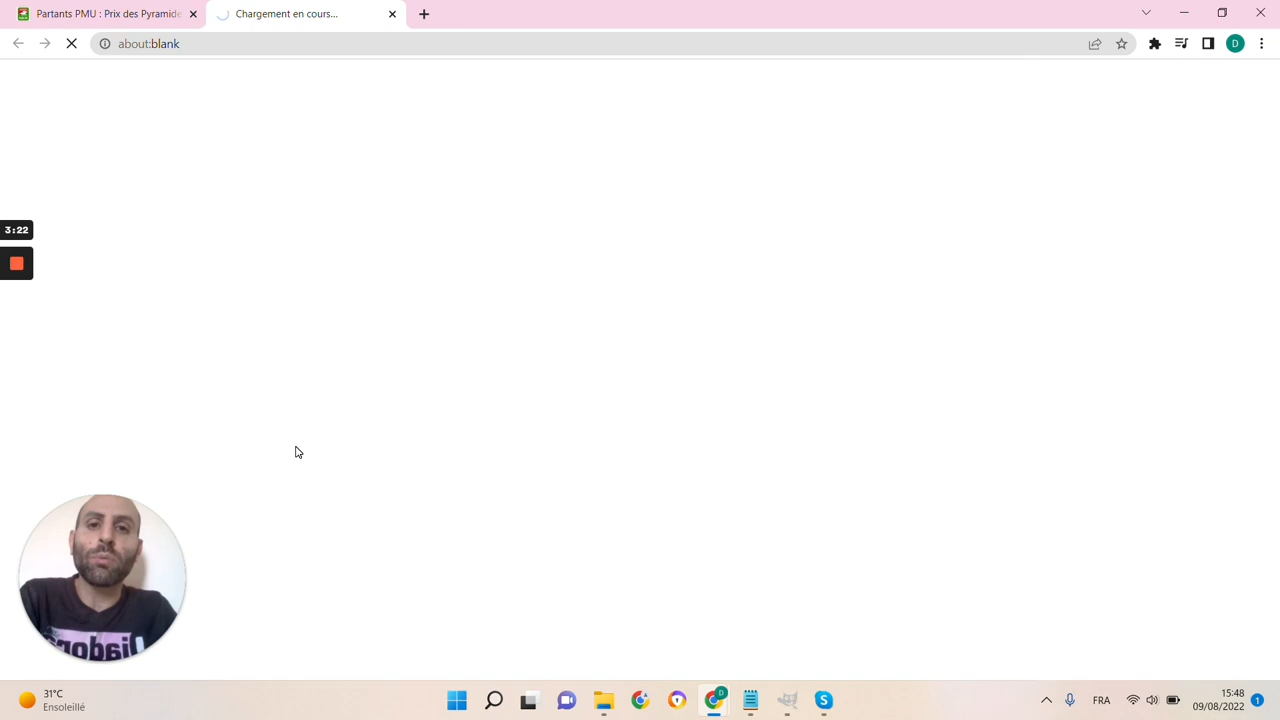 Partants PMU : Prix des Pyramide
Chargement en cours...
about:blank
D
3:22
31°C
Ensoleillé
D
S
FRA
15:48
09/08/2022
1